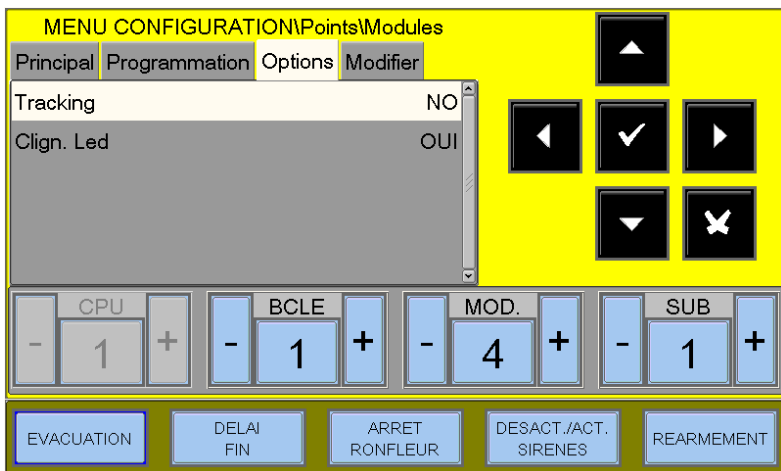 MENU CONFIGURATION\Points\Modules
Principal Programmation Options Modifier
Tracking NO
Clign. Led OUI
CPU BCLE MOD. SUB
- 1 + - 1 + - 4 + - 1 +
EVACUATION DELAI FIN ARRET RONFLEUR DESACT./ACT. SIRENES REARMEMENT